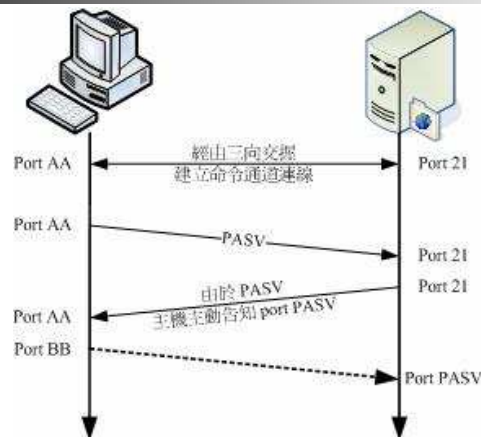 Port AA
經由三向交握
Port 21
建立命令通道連線
Port AA
PASV
Port 21
由於 PASV
Port 21
主機主動告知 port PASV
Port AA
Port BB
Port PASV